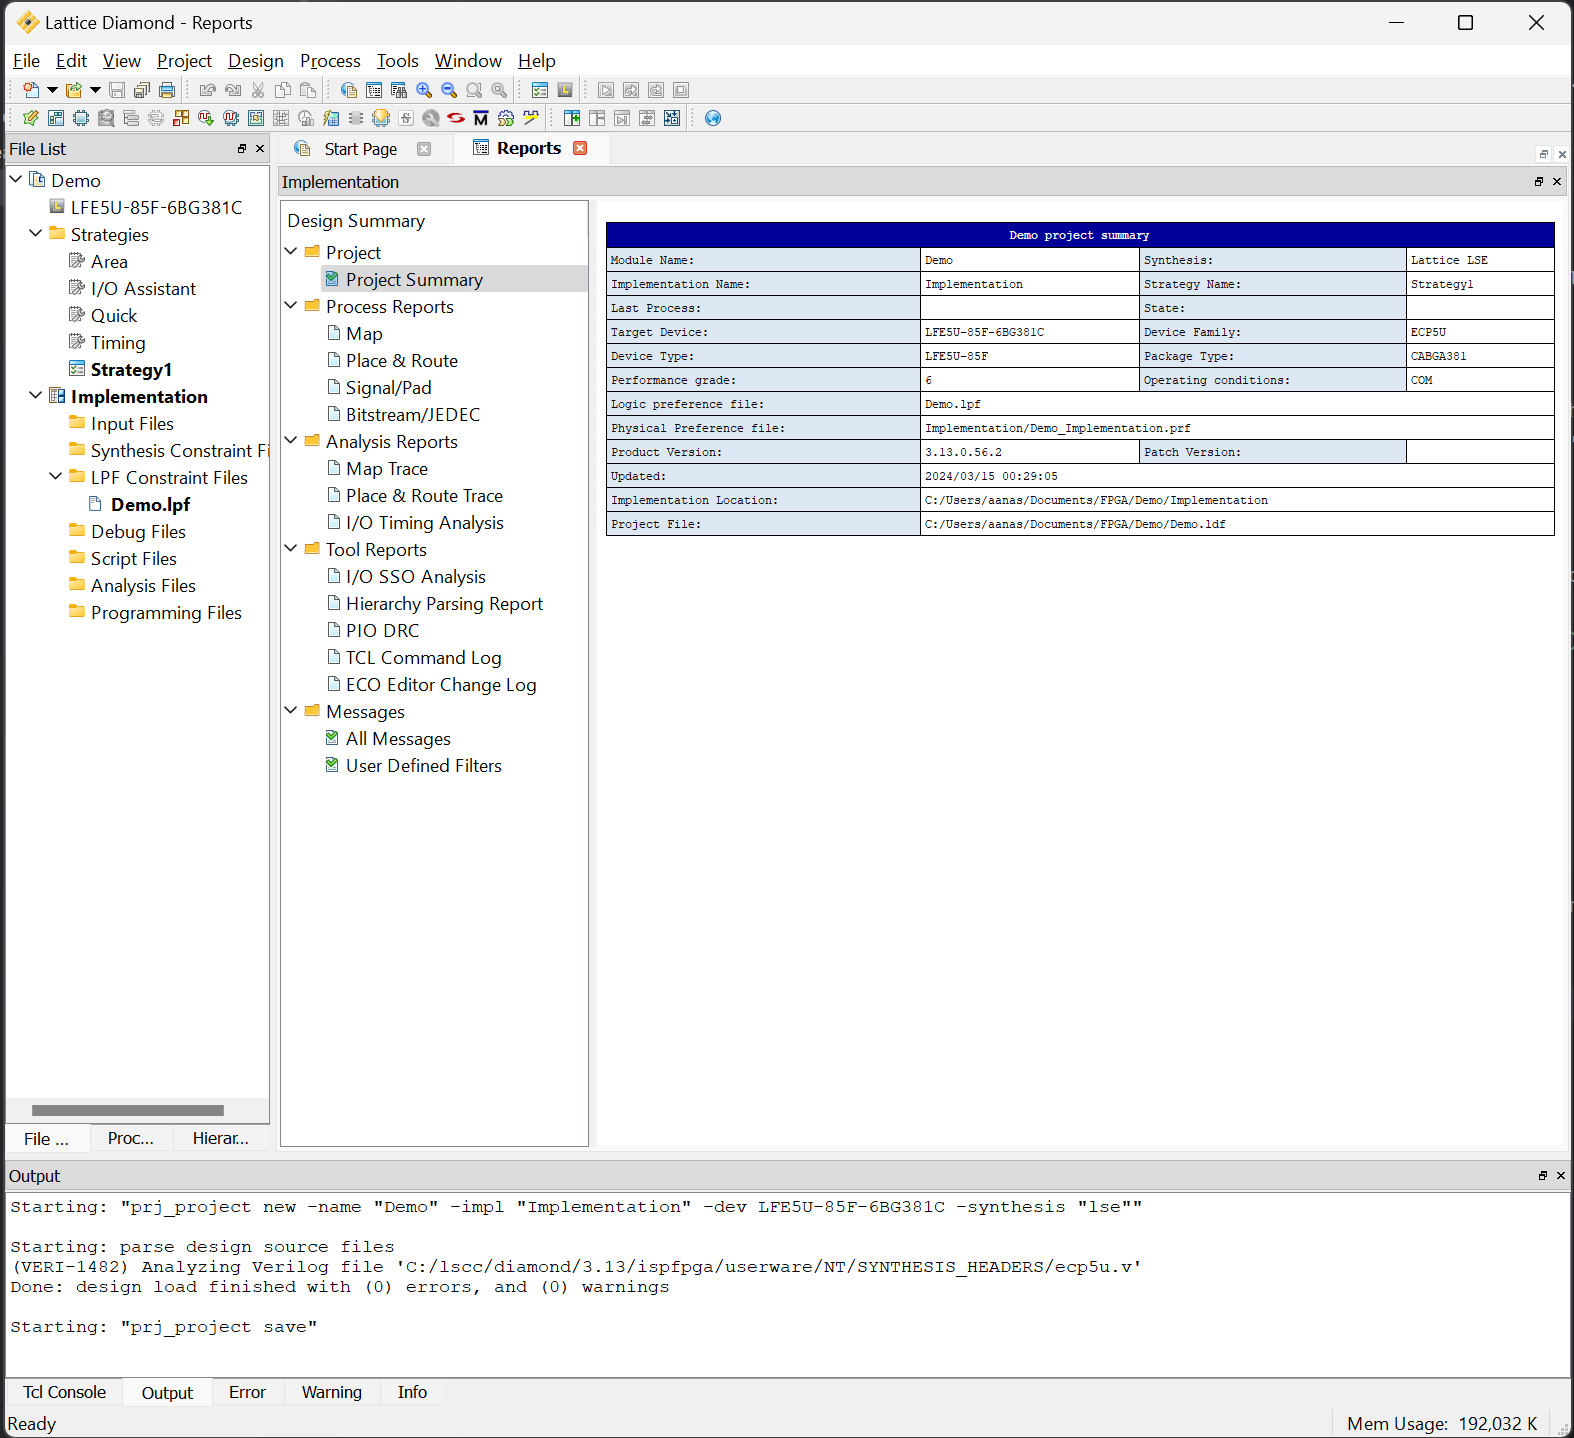 Lattice Diamond - Reports
File Edit View Project Design Process Tools Window Help
File List
Demo
LFE5U-85F-6BG381C
Strategies
Area
I/O Assistant
Quick
Timing
Strategy1
Implementation
Input Files
Synthesis Constraint Fi
LPF Constraint Files
Demo.lpf
Debug Files
Script Files
Analysis Files
Programming Files
File ... Proc... Hierar...
Start Page Reports
Implementation
Design Summary
Project
Project Summary
Process Reports
Map
Place & Route
Signal/Pad
Bitstream/JEDEC
Analysis Reports
Map Trace
Place & Route Trace
I/O Timing Analysis
Tool Reports
I/O SSO Analysis
Hierarchy Parsing Report
PIO DRC
TCL Command Log
ECO Editor Change Log
Messages
All Messages
User Defined Filters
Demo project summary
Module Name: Demo Synthesis: Lattice LSE
Implementation Name: Implementation Strategy Name: Strategy1
Last Process: State:
Target Device: LFE5U-85F-6BG381C Device Family: ECP5U
Device Type: LFE5U-85F Package Type: CABGA381
Performance grade: 6 Operating conditions: COM
Logic preference file: Demo.lpf
Physical Preference file: Implementation/Demo_Implementation.prf
Product Version: 3.13.0.56.2 Patch Version:
Updated: 2024/03/15 00:29:05
Implementation Location: C:/Users/aanas/Documents/FPGA/Demo/Implementation
Project File: C:/Users/aanas/Documents/FPGA/Demo/Demo.ldf
Output
Starting: "prj_project new -name "Demo" -impl "Implementation" -dev LFE5U-85F-6BG381C -synthesis "lse""
Starting: parse design source files
(VERI-1482) Analyzing Verilog file 'C:/lscc/diamond/3.13/ispfpga/userware/NT/SYNTHESIS_HEADERS/ecp5u.v'
Done: design load finished with (0) errors, and (0) warnings
Starting: "prj_project save"
Tcl Console Output Error Warning Info
Ready
Mem Usage: 192,032 K